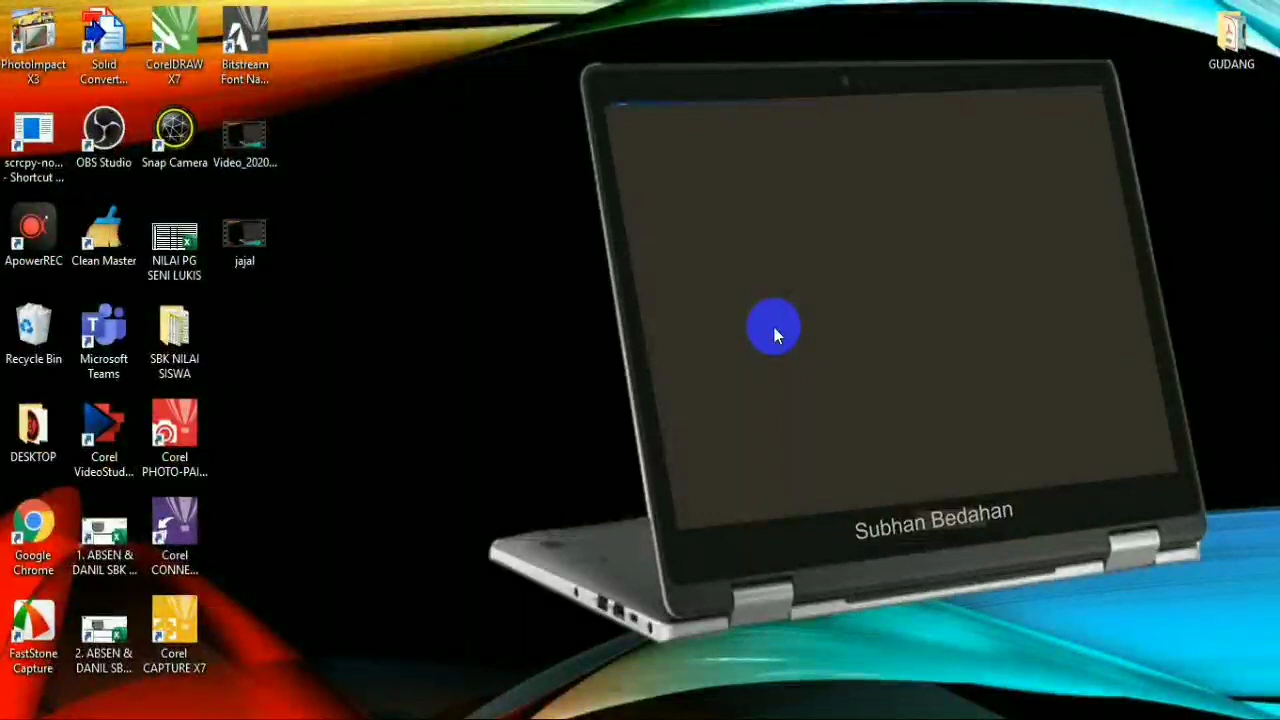 PhotoImpact
X3
Solid
Convert...
CorelDRAW
X7
Bitstream
Font Na...
GUDANG
scrcpy-no...
- Shortcut ...
OBS Studio
Snap Camera
Video_2020...
ApowerREC
Clean Master
NILAI PG
SENI LUKIS
jajal
Recycle Bin
Microsoft
Teams
SBK NILAI
SISWA
DESKTOP
Corel
VideoStud...
Corel
PHOTO-PAI...
Google
Chrome
1. ABSEN &
DANIL SBK ...
Corel
CONNE...
FastStone
Capture
2. ABSEN &
DANIL SB...
Corel
CAPTURE X7
Subhan Bedahan